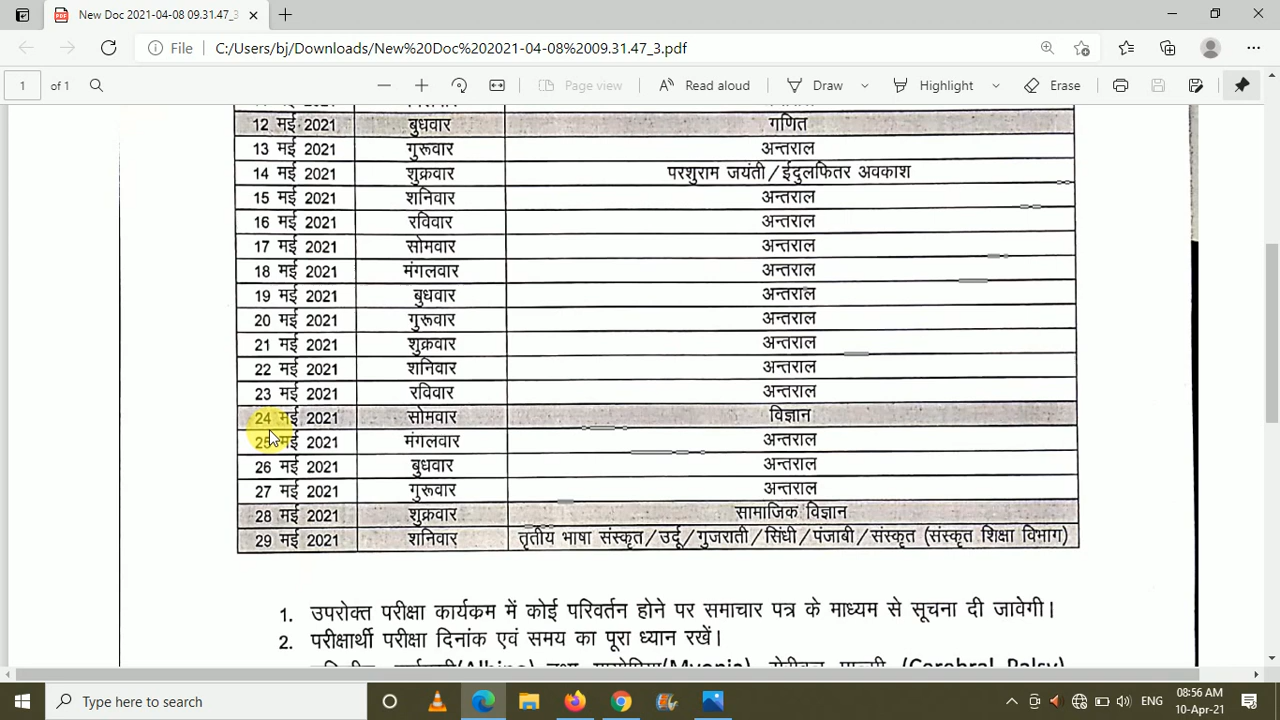 New Doc 2021-04-08 09.31.47_3.p
File C:/Users/bj/Downloads/New%20Doc%202021-04-08%2009.31.47_3.pdf
1 of 1 Page view Read aloud Draw Highlight Erase
12 मई 2021 बुधवार गणित
13 मई 2021 गुरूवार अन्तराल
14 मई 2021 शुक्रवार परशुराम जयंती/ईदुलफितर अवकाश
15 मई 2021 शनिवार अन्तराल
16 मई 2021 रविवार अन्तराल
17 मई 2021 सोमवार अन्तराल
18 मई 2021 मंगलवार अन्तराल
19 मई 2021 बुधवार अन्तराल
20 मई 2021 गुरूवार अन्तराल
21 मई 2021 शुक्रवार अन्तराल
22 मई 2021 शनिवार अन्तराल
23 मई 2021 रविवार अन्तराल
24 मई 2021 सोमवार विज्ञान
25 मई 2021 मंगलवार अन्तराल
26 मई 2021 बुधवार अन्तराल
27 मई 2021 गुरूवार अन्तराल
28 मई 2021 शुक्रवार सामाजिक विज्ञान
29 मई 2021 शनिवार तृतीय भाषा संस्कृत/उर्दू/गुजराती/सिंधी/पंजाबी/संस्कृत (संस्कृत शिक्षा विभाग)
1. उपरोक्त परीक्षा कार्यकम में कोई परिवर्तन होने पर समाचार पत्र के माध्यम से सूचना दी जावेगी।
2. परीक्षार्थी परीक्षा दिनांक एवं समय का पूरा ध्यान रखें।
(Albino) तथा (Myopia) (Cerebral Palsy)
Type here to search ENG 08:56 AM
10-Apr-21